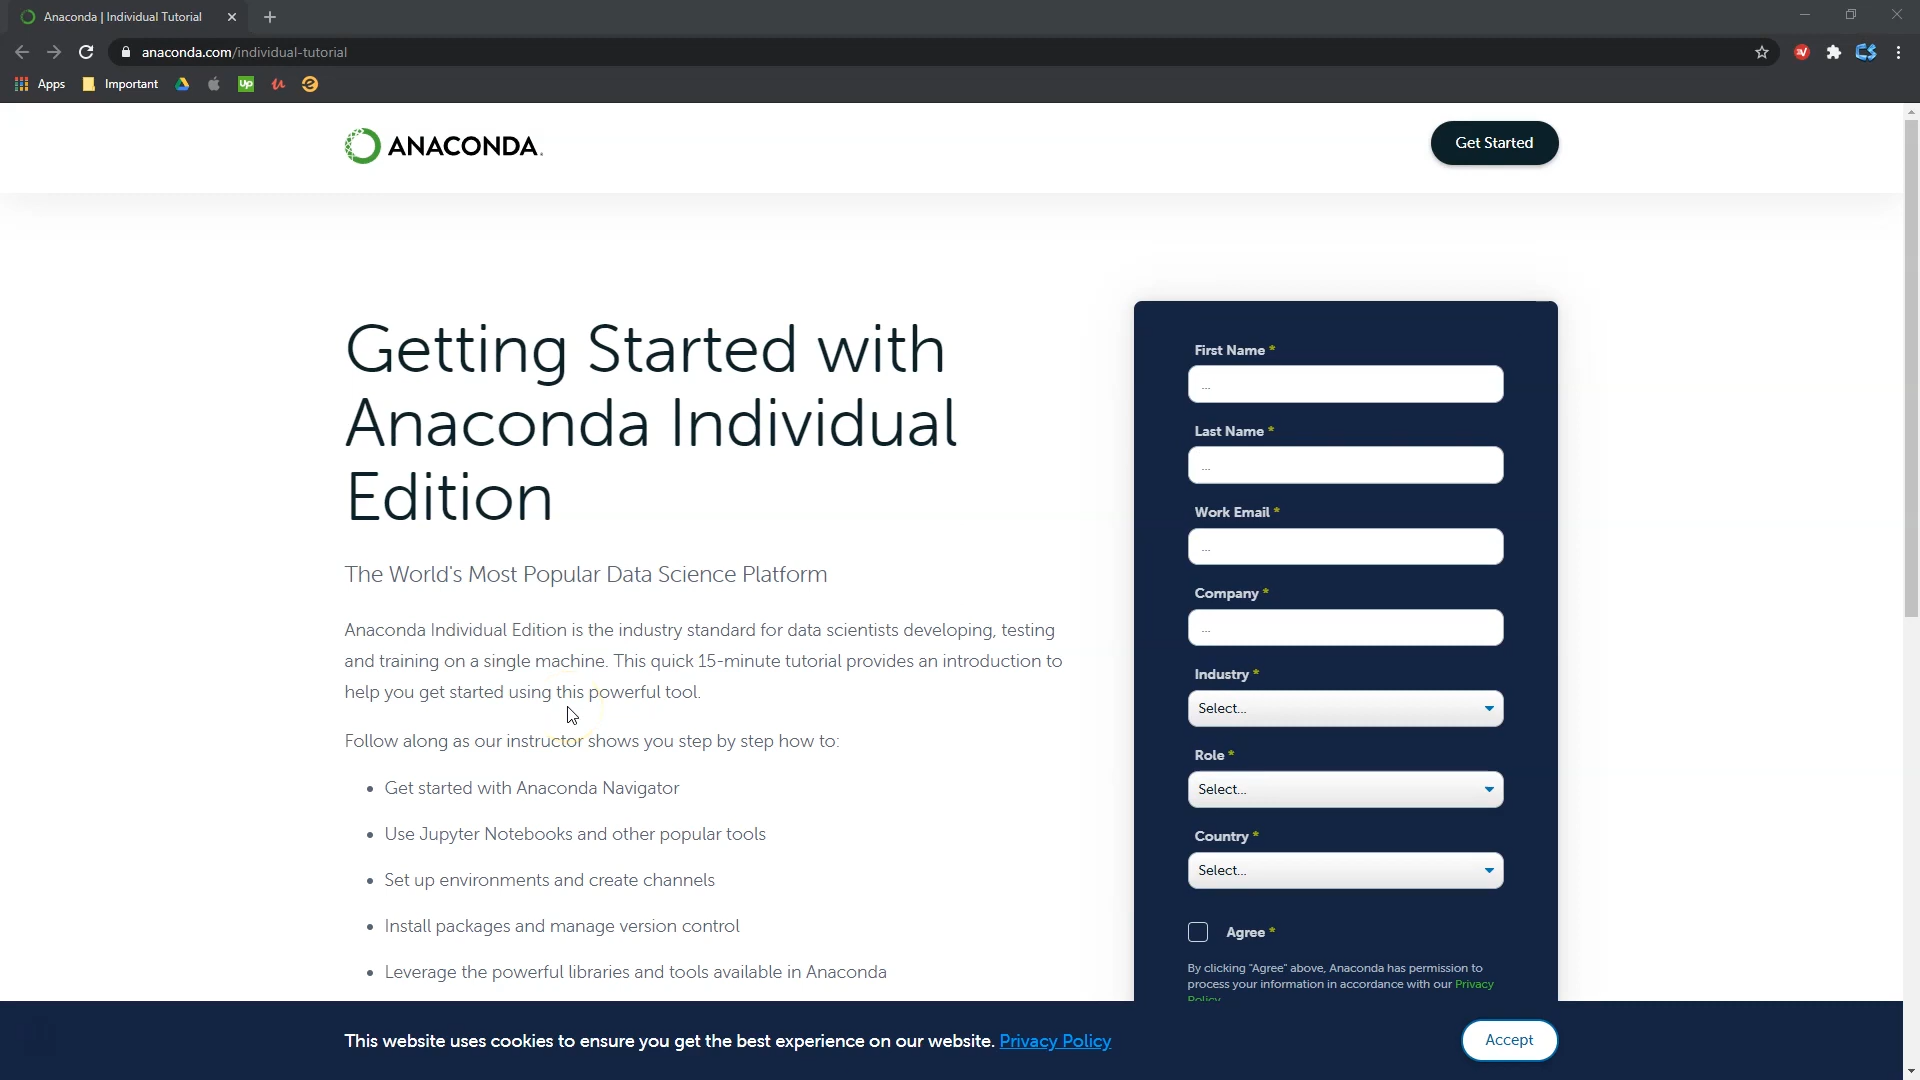 Anaconda | Individual Tutorial
anaconda.com/individual-tutorial
Apps
Important
up
ANACONDA.
Get Started
Getting Started with
Anaconda Individual
Edition
The World's Most Popular Data Science Platform
Anaconda Individual Edition is the industry standard for data scientists developing, testing
and training on a single machine. This quick 15-minute tutorial provides an introduction to
help you get started using this powerful tool.
Follow along as our instructor shows you step by step how to:
• Get started with Anaconda Navigator
• Use Jupyter Notebooks and other popular tools
• Set up environments and create channels
• Install packages and manage version control
• Leverage the powerful libraries and tools available in Anaconda
First Name *
...
Last Name *
...
Work Email *
...
Company *
...
Industry *
Select...
Role *
Select...
Country *
Select...
Agree *
By clicking "Agree" above, Anaconda has permission to
process your information in accordance with our Privacy
Policy
This website uses cookies to ensure you get the best experience on our website. Privacy Policy
Accept